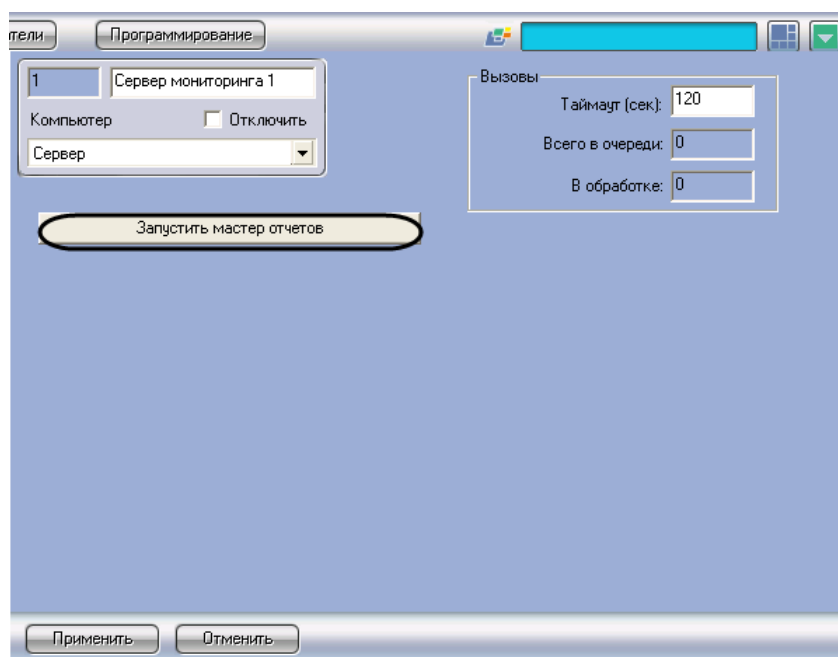 тели Программирование
1 Сервер мониторинга 1
Компьютер Отключить
Сервер
Вызовы
Таймаут (сек): 120
Всего в очереди: 0
В обработке: 0
Запустить мастер отчетов
Применить Отменить